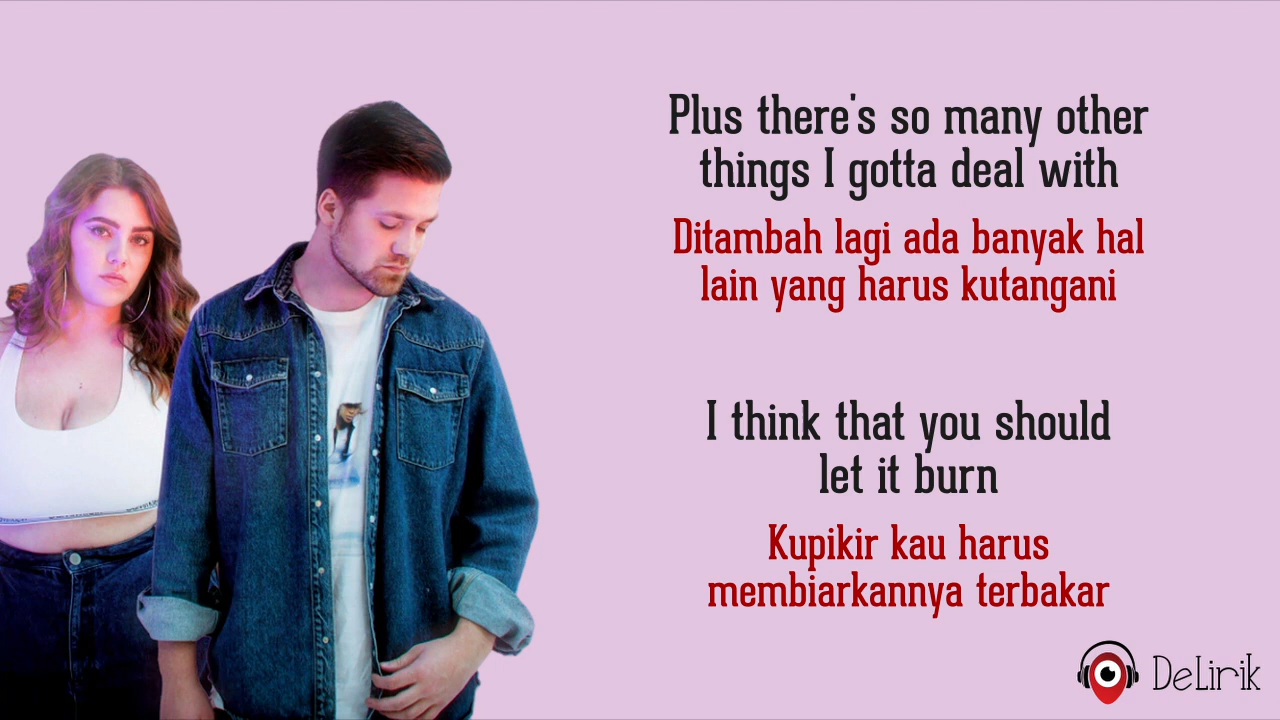 Plus there's so many other
things I gotta deal with
Ditambah lagi ada banyak hal
lain yang harus kutangani
I think that you should
let it burn
Kupikir kau harus
membiarkannya terbakar
DeLirik